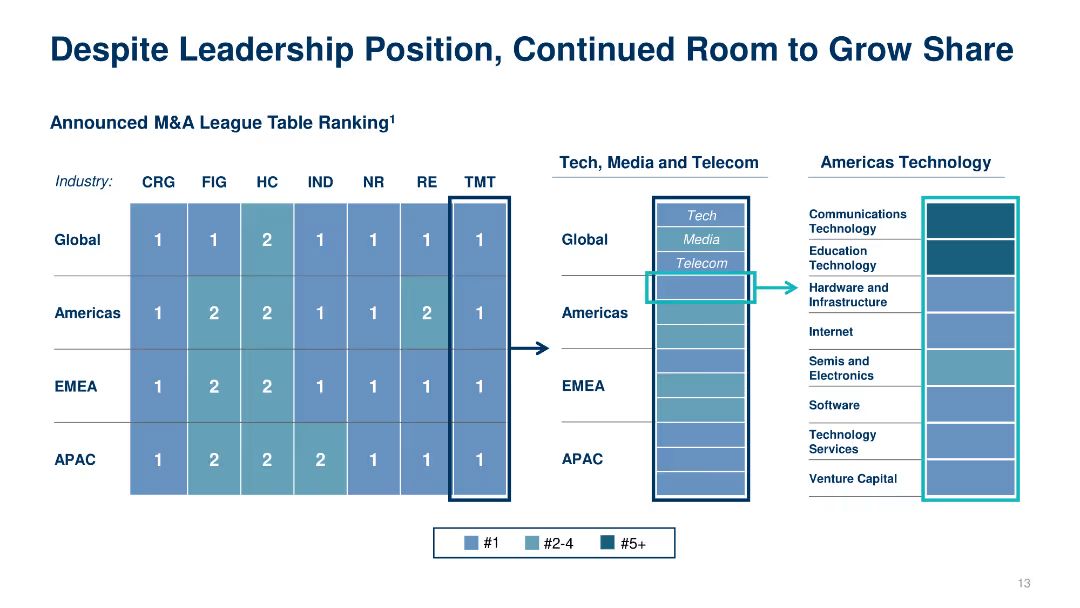 Despite Leadership Position, Continued Room to Grow Share
Announced M&A League Table Ranking¹
Industry: CRG FIG HC IND NR RE TMT
Global 1 1 2 1 1 1 1
Americas 1 2 2 1 1 2 1
EMEA 1 2 2 1 1 1 1
APAC 1 2 2 2 1 1 1
Tech, Media and Telecom
Global
Tech
Media
Telecom
Americas
EMEA
APAC
Americas Technology
Communications
Technology
Education
Technology
Hardware and
Infrastructure
Internet
Semis and
Electronics
Software
Technology
Services
Venture Capital
#1 #2-4 #5+
13